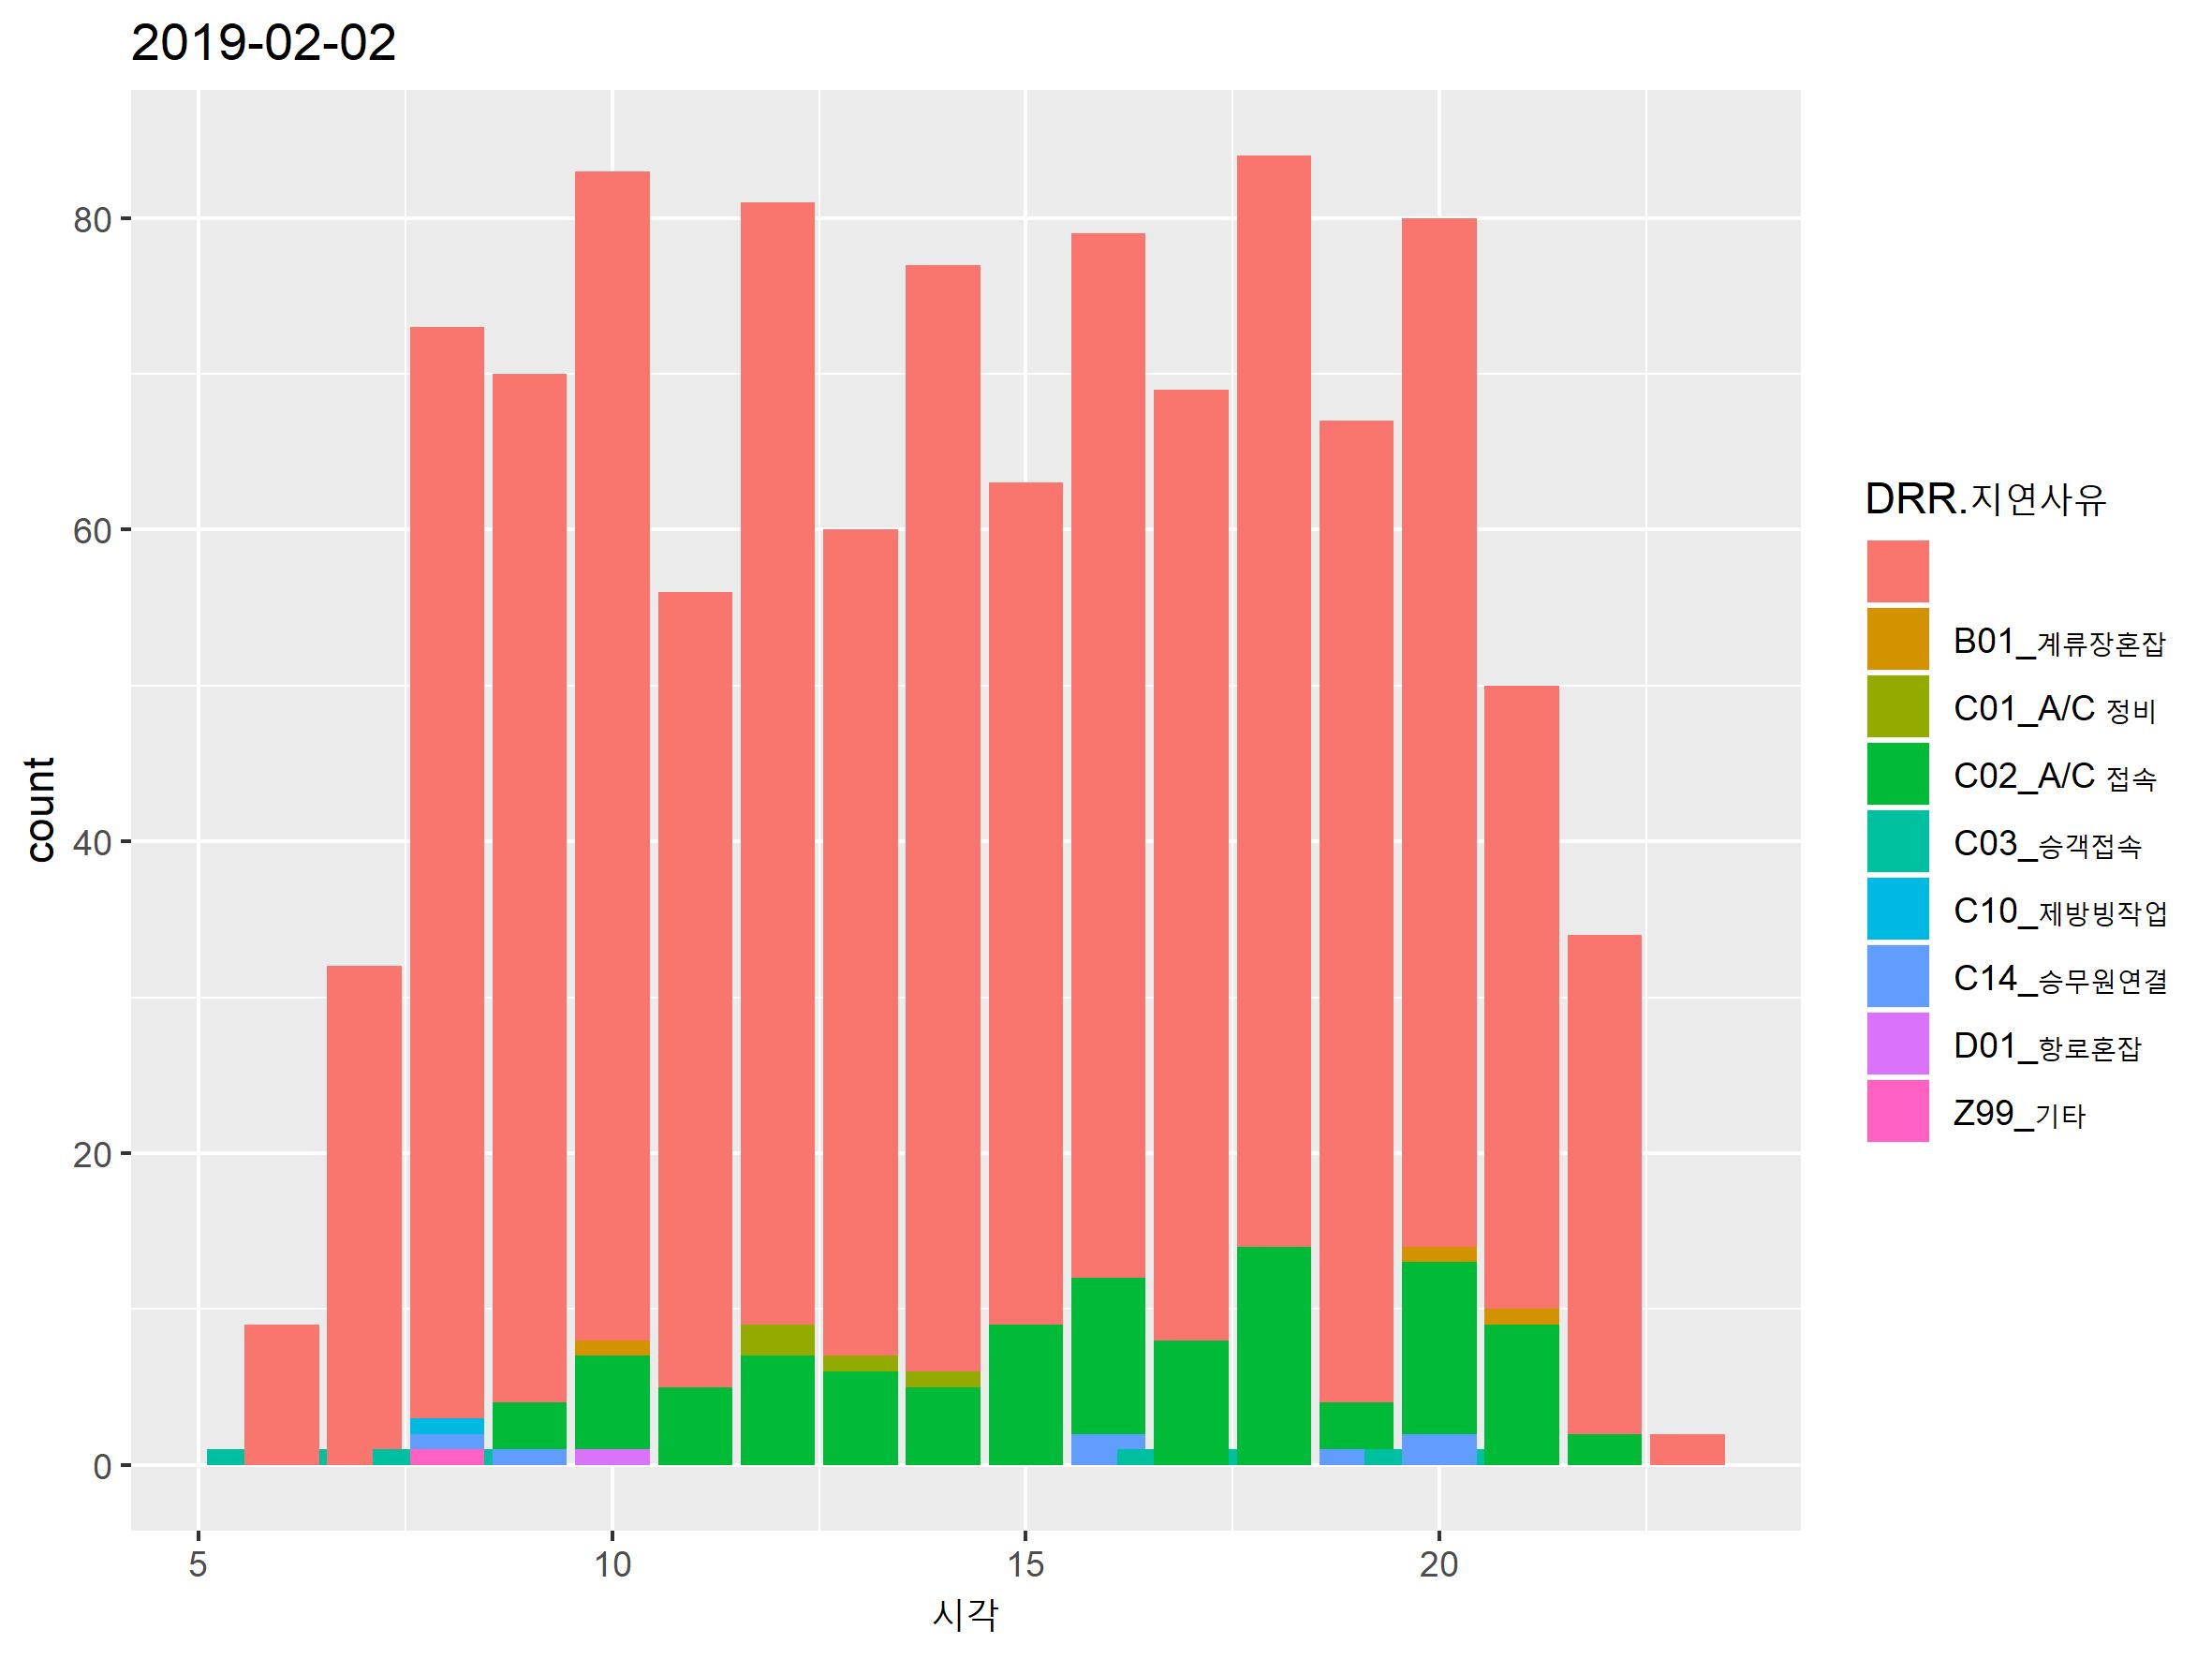 2019-02-02
80
60
40
20
0
count
5 10 15 20
시각
DRR.지연사유
B01_계류장혼잡
C01_A/C 정비
C02_A/C 접속
C03_승객접속
C10_제방빙작업
C14_승무원연결
D01_항로혼잡
Z99_기타